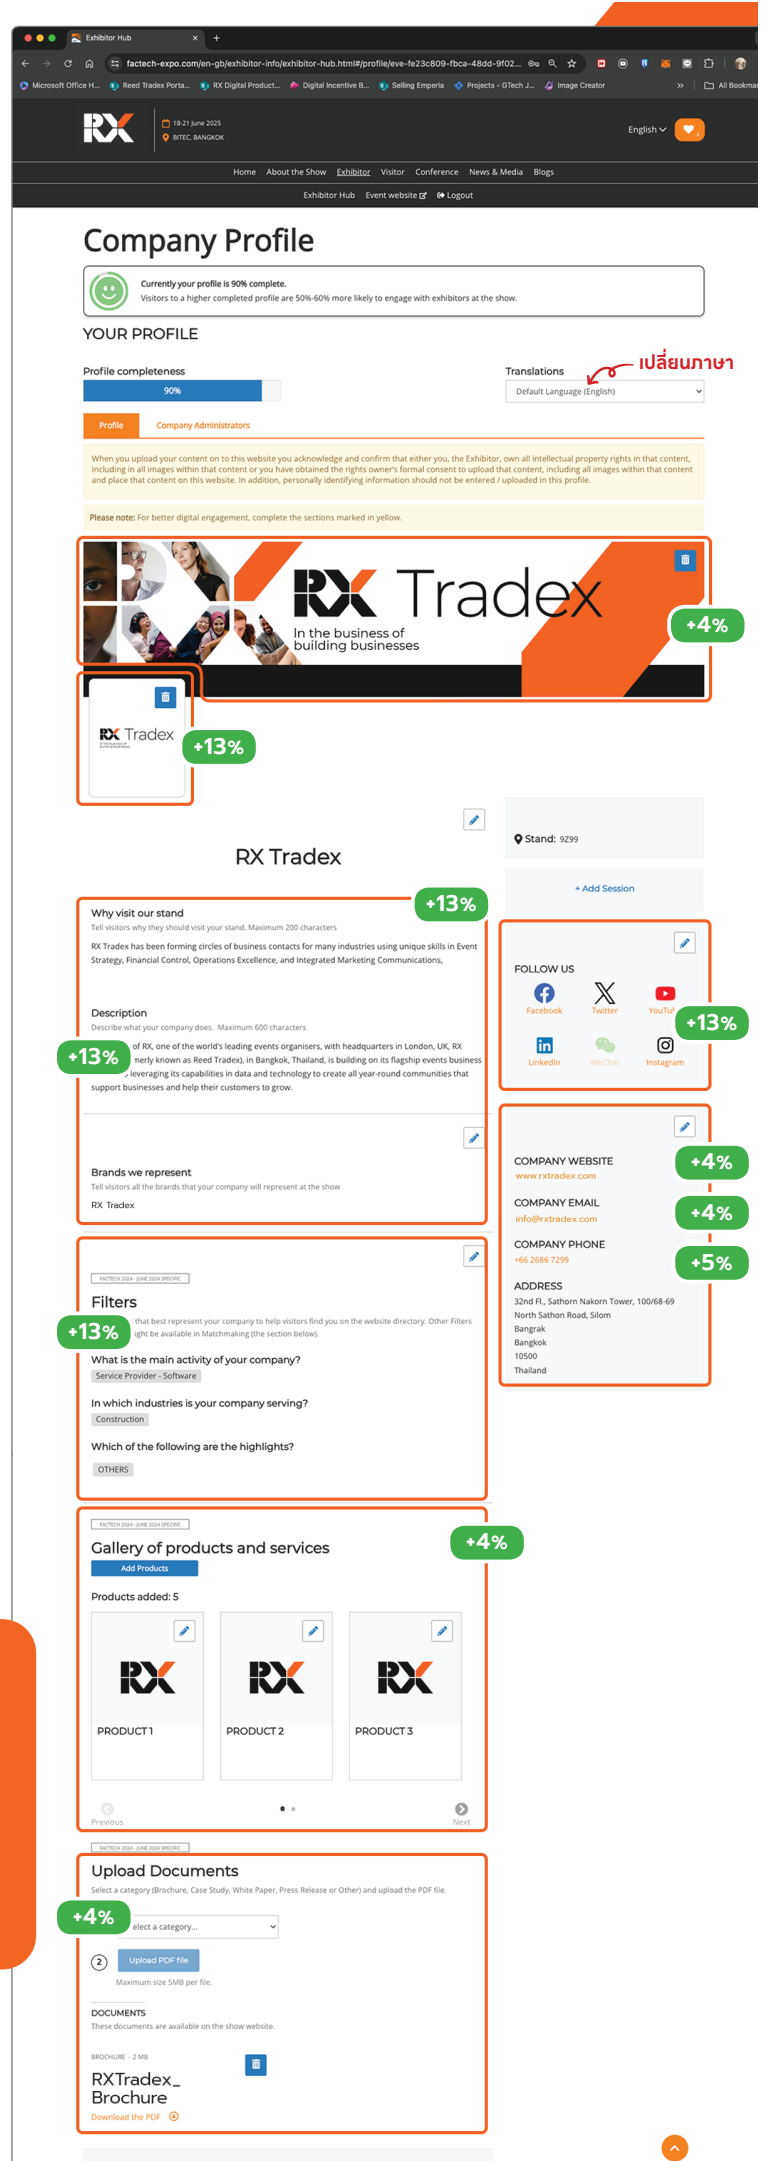 Exhibitor Hub
factech-expo.com/en-gb/exhibitor-info/exhibitor-hub.html#/profile/eve-fe23c809-fbca-48dd-9f02...
Microsoft Office H... Reed Tradex Porta... RX Digital Product... Digital Incentive B... Selling Emperia Projects - GTech J... Image Creator » All Bookmar
RX
18-21 June 2025
BITEC, BANGKOK
English
Home About the Show Exhibitor Visitor Conference News & Media Blogs
Exhibitor Hub Event website Logout
Company Profile
Currently your profile is 90% complete.
Visitors to a higher completed profile are 50%-60% more likely to engage with exhibitors at the show.
YOUR PROFILE
เปลี่ยนภาษา
Profile completeness
90%
Translations
Default Language (English)
Profile Company Administrators
When you upload your content on to this website you acknowledge and confirm that either you, the Exhibitor, own all intellectual property rights in that content,
including in all images within that content or you have obtained the rights owner's formal consent to upload that content, including all images within that content
and place that content on this website. In addition, personally identifying information should not be entered / uploaded in this profile.
Please note: For better digital engagement, complete the sections marked in yellow.
RX Tradex
In the business of
building businesses
+4%
RX Tradex
+13%
RX Tradex
Stand: 9Z99
+ Add Session
+13%
Why visit our stand
Tell visitors why they should visit your stand. Maximum 200 characters
RX Tradex has been forming circles of business contacts for many industries using unique skills in Event
Strategy, Financial Control, Operations Excellence, and Integrated Marketing Communications,
Description
Describe what your company does. Maximum 600 characters
+13%
of RX, one of the world's leading events organisers, with headquarters in London, UK, RX
merly known as Reed Tradex), in Bangkok, Thailand, is building on its flagship events business
leveraging its capabilities in data and technology to create all year-round communities that
support businesses and help their customers to grow.
Brands we represent
Tell visitors all the brands that your company will represent at the show
RX Tradex
FOLLOW US
Facebook Twitter YouTu
+13%
Linkedin WeChat Instagram
COMPANY WEBSITE
www.rxtradex.com
+4%
COMPANY EMAIL
info@rxtradex.com
+4%
COMPANY PHONE
+66 2686 7299
+5%
ADDRESS
32nd Fl., Sathorn Nakorn Tower, 100/68-69
North Sathon Road, Silom
Bangrak
Bangkok
10500
Thailand
FACTECH 2024 - JUNE 2024 SPECIFIC
Filters
+13%
that best represent your company to help visitors find you on the website directory. Other Filters
ight be available in Matchmaking (the section below).
What is the main activity of your company?
Service Provider - Software
In which industries is your company serving?
Construction
Which of the following are the highlights?
OTHERS
FACTECH 2024 - JUNE 2024 SPECIFIC
Gallery of products and services
+4%
Add Products
Products added: 5
RX RX RX
PRODUCT 1 PRODUCT 2 PRODUCT 3
Previous Next
FACTECH 2024 - JUNE 2024 SPECIFIC
Upload Documents
Select a category (Brochure, Case Study, White Paper, Press Release or Other) and upload the PDF file.
+4%
elect a category...
2 Upload PDF file
Maximum size 5MB per file.
DOCUMENTS
These documents are available on the show website.
BROCHURE - 2 MB
RXTradex_
Brochure
Download the PDF